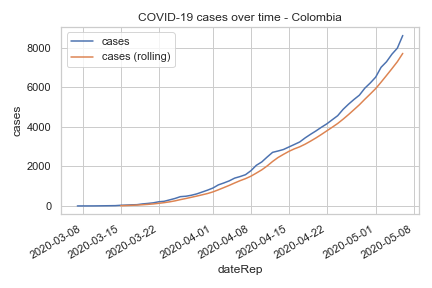 COVID-19 cases over time - Colombia
cases
cases (rolling)
8000
6000
4000
2000
0
cases
2020-03-08
2020-03-15
2020-03-22
2020-04-01
2020-04-08
2020-04-15
2020-04-22
2020-05-01
2020-05-08
dateRep